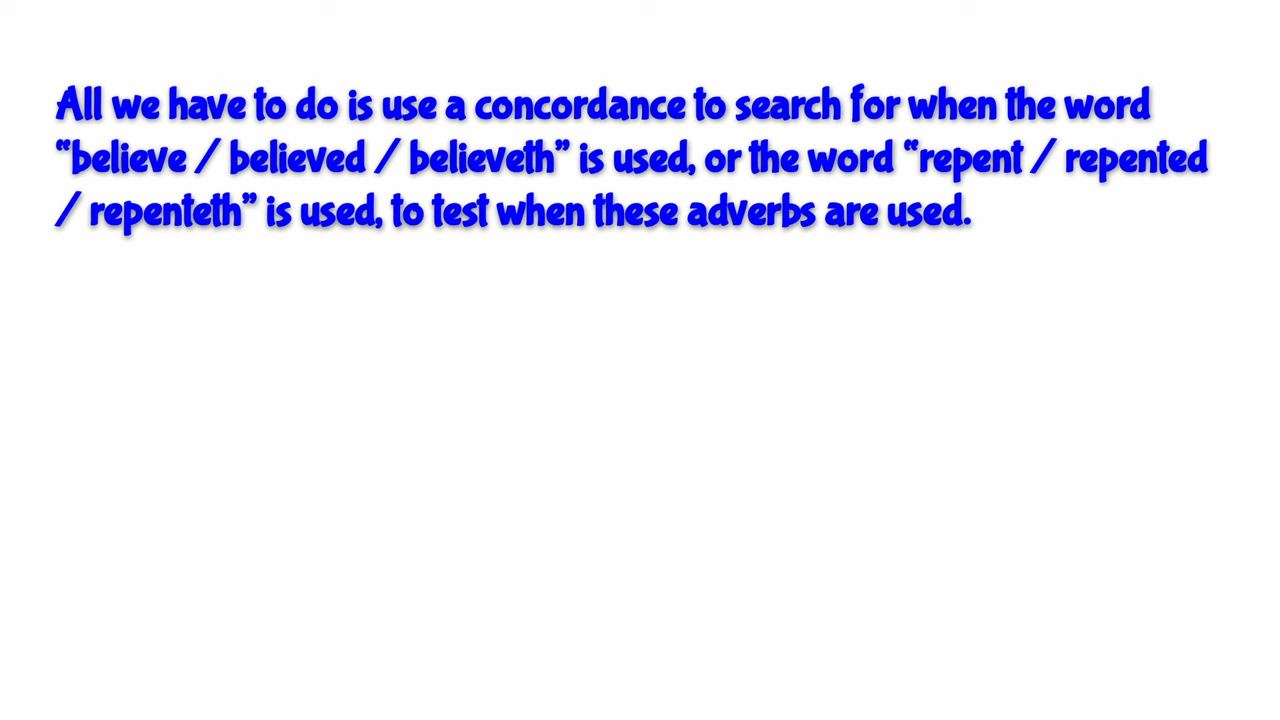 All we have to do is use a concordance to search for when the word
“believe / believed / believeth” is used, or the word “repent / repented
/ repenteth” is used, to test when these adverbs are used.